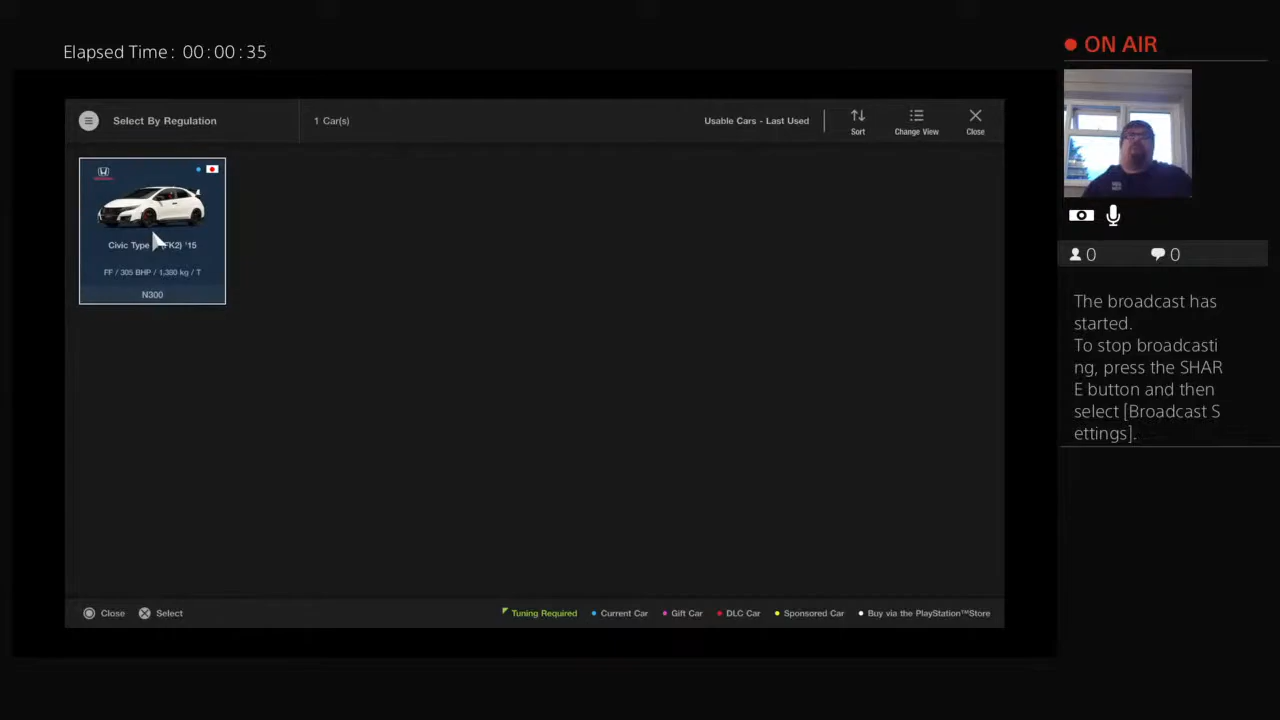 Elapsed Time: 00:00:35
ON AIR
Select By Regulation
1 Car(s)
Usable Cars - Last Used
Sort
Change View
Close
Civic Type (FK2) '15
FF / 305 BHP / 1,380 kg / T
N300
0
0
The broadcast has
started.
To stop broadcasti
ng, press the SHAR
E button and then
select [Broadcast S
ettings].
Close
Select
Tuning Required
Current Car
Gift Car
DLC Car
Sponsored Car
Buy via the PlayStation™Store